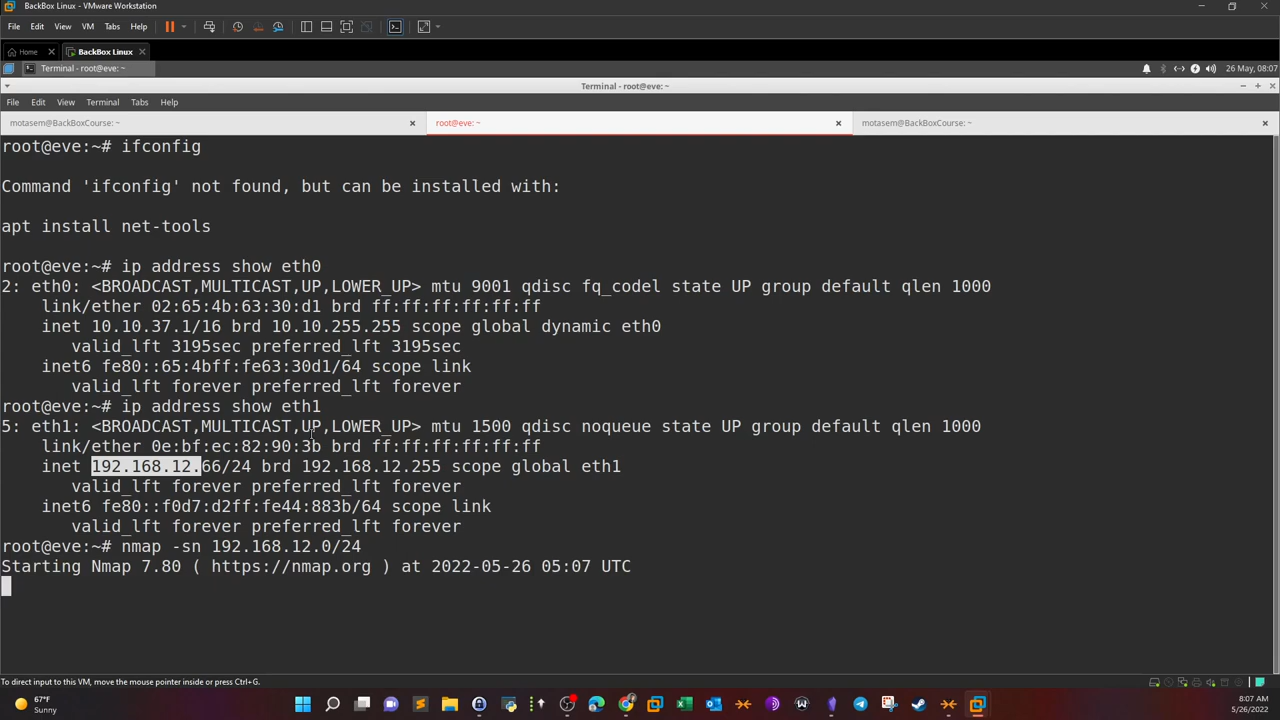 BackBox Linux - VMware Workstation
File Edit View VM Tabs Help
Home BackBox Linux
Terminal - root@eve: ~ 26 May, 08:07
Terminal - root@eve: ~
File Edit View Terminal Tabs Help
motasem@BackBoxCourse: ~ root@eve: ~ motasem@BackBoxCourse: ~
root@eve:~# ifconfig
Command 'ifconfig' not found, but can be installed with:
apt install net-tools
root@eve:~# ip address show eth0
2: eth0: <BROADCAST,MULTICAST,UP,LOWER_UP> mtu 9001 qdisc fq_codel state UP group default qlen 1000
link/ether 02:65:4b:63:30:d1 brd ff:ff:ff:ff:ff:ff
inet 10.10.37.1/16 brd 10.10.255.255 scope global dynamic eth0
valid_lft 3195sec preferred_lft 3195sec
inet6 fe80::65:4bff:fe63:30d1/64 scope link
valid_lft forever preferred_lft forever
root@eve:~# ip address show eth1
5: eth1: <BROADCAST,MULTICAST,UP,LOWER_UP> mtu 1500 qdisc noqueue state UP group default qlen 1000
link/ether 0e:bf:ec:82:90:3b brd ff:ff:ff:ff:ff:ff
inet 192.168.12.66/24 brd 192.168.12.255 scope global eth1
valid_lft forever preferred_lft forever
inet6 fe80::f0d7:d2ff:fe44:883b/64 scope link
valid_lft forever preferred_lft forever
root@eve:~# nmap -sn 192.168.12.0/24
Starting Nmap 7.80 ( https://nmap.org ) at 2022-05-26 05:07 UTC
To direct input to this VM, move the mouse pointer inside or press Ctrl+G.
67°F
Sunny
8:07 AM
5/26/2022